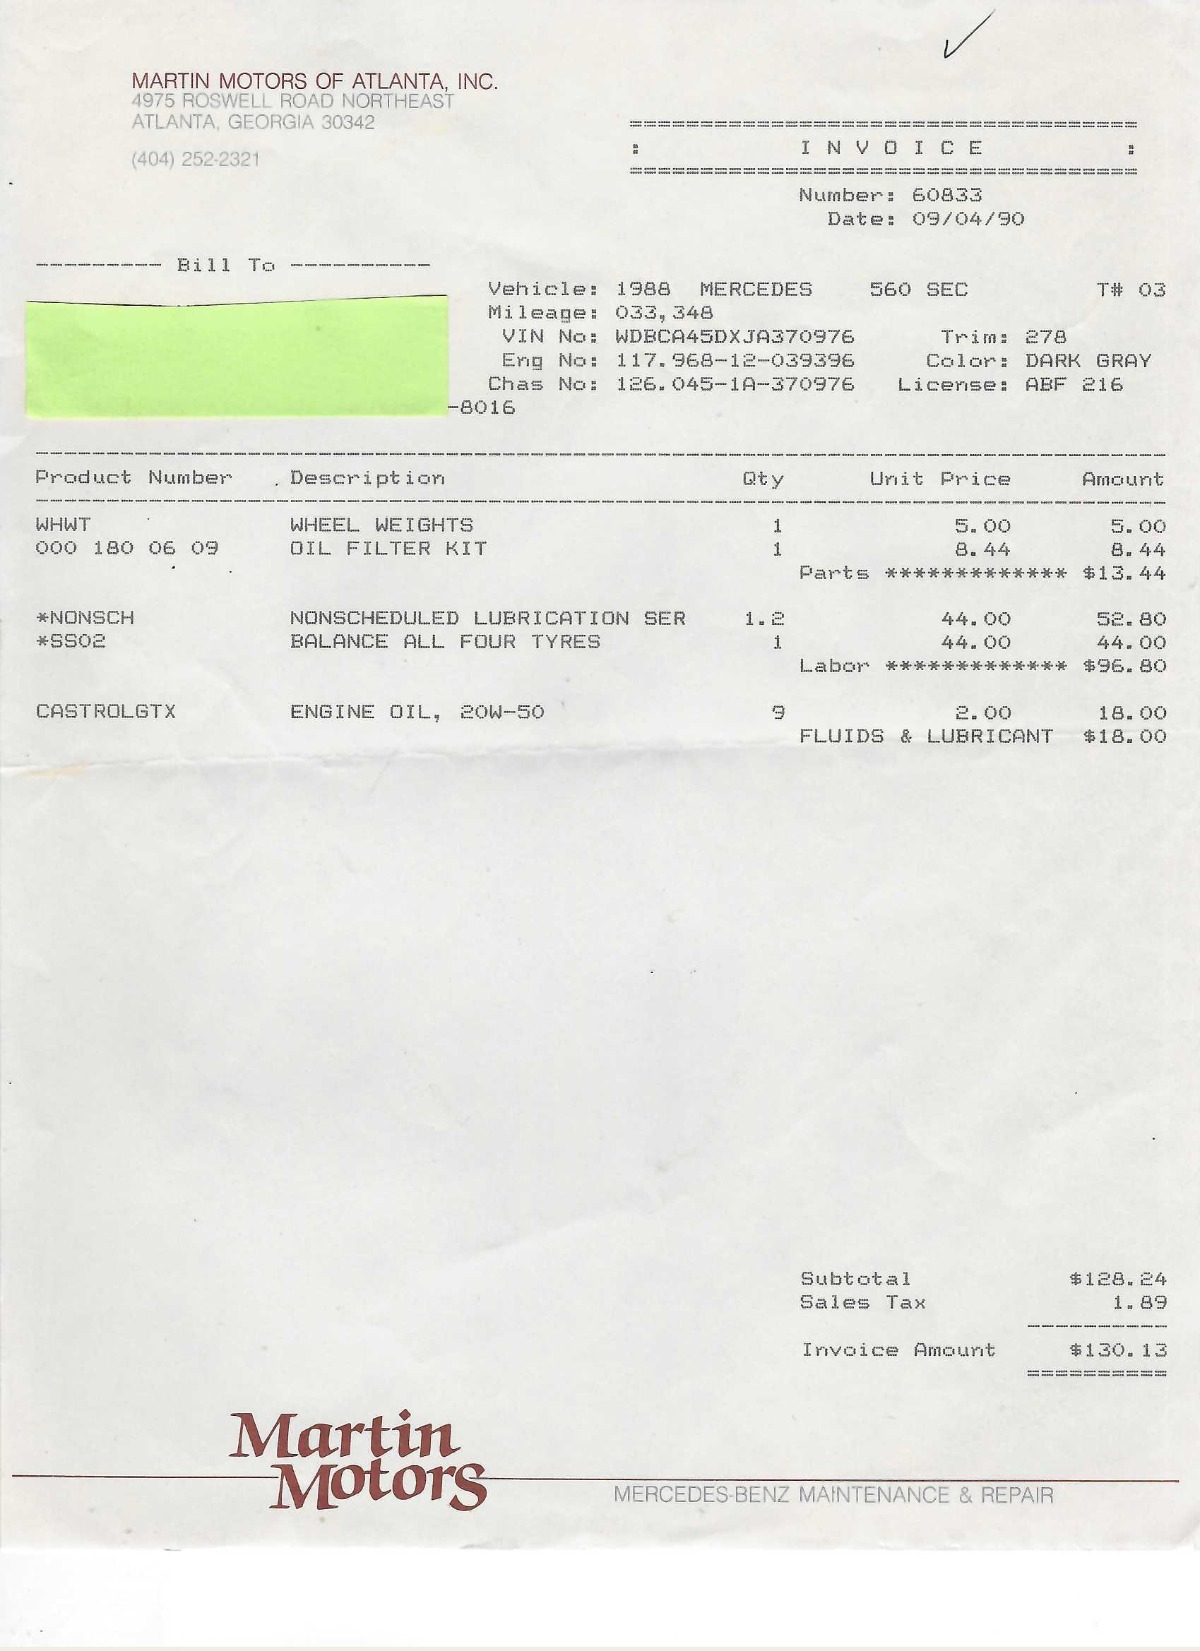 MARTIN MOTORS OF ATLANTA, INC.
4975 ROSWELL ROAD NORTHEAST
ATLANTA, GEORGIA 30342
(404) 252-2321
==================================== 
: I N V O I C E :
====================================
Number: 60833
Date: 09/04/90
--------- Bill To ----------
Vehicle: 1988 MERCEDES 560 SEC T# 03
Mileage: 033,348
VIN No: WDBCA45DXJA370976 Trim: 278
Eng No: 117.968-12-039396 Color: DARK GRAY
Chas No: 126.045-1A-370976 License: ABF 216
-8016
Product Number Description Qty Unit Price Amount
WHWT WHEEL WEIGHTS 1 5.00 5.00
000 180 06 09 OIL FILTER KIT 1 8.44 8.44
Parts ************* $13.44
*NONSCH NONSCHEDULED LUBRICATION SER 1.2 44.00 52.80
*SS02 BALANCE ALL FOUR TYRES 1 44.00 44.00
Labor ************* $96.80
CASTROLGTX ENGINE OIL, 20W-50 9 2.00 18.00
FLUIDS & LUBRICANT $18.00
Subtotal $128.24
Sales Tax 1.89
----------
Invoice Amount $130.13
==========
Martin
Motors
MERCEDES-BENZ MAINTENANCE & REPAIR